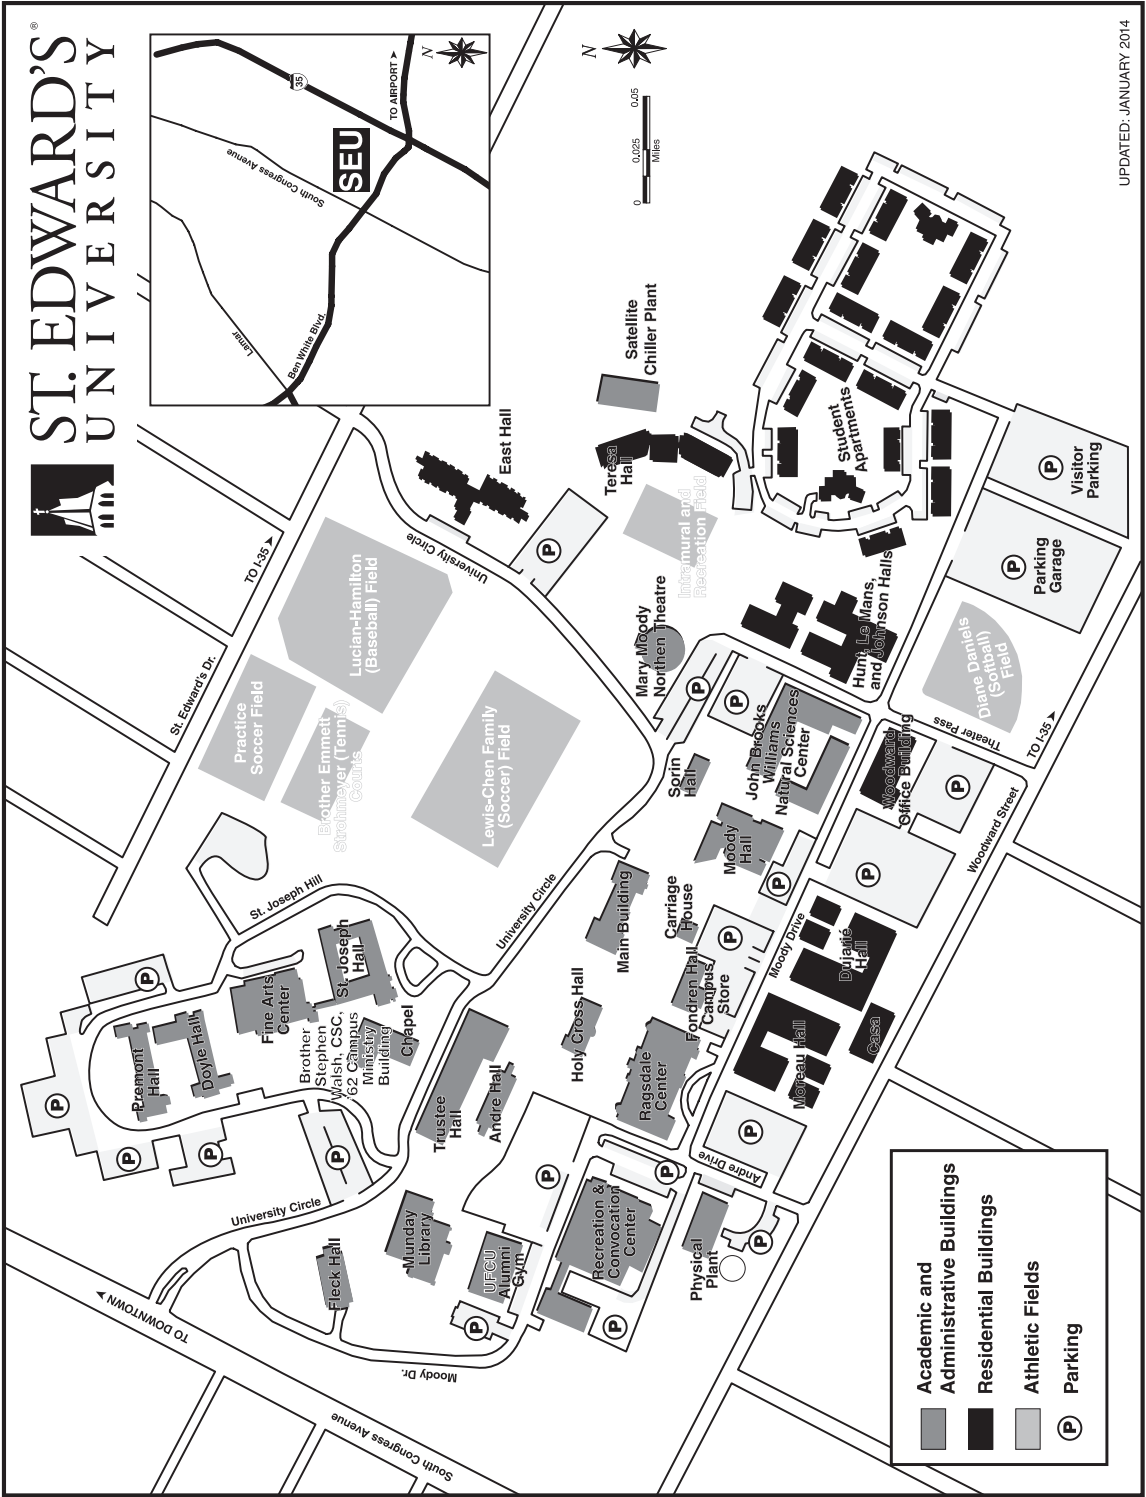 ST. EDWARD'S®
UNIVERSITY
35
TO AIRPORT
N
SEU
South Congress Avenue
Lamar
Ben White Blvd.
N
0
0.025
0.05
Miles
UPDATED: JANUARY 2014
Satellite
Chiller Plant
East Hall
Teresa
Hall
Intramural and
Recreation Field
Student
Apartments
P
Visitor
Parking
P
Parking
Garage
TO I-35
St. Edward's Dr.
University Circle
P
Lucian-Hamilton
(Baseball) Field
Practice
Soccer Field
Brother Emmett
Strohmeyer (Tennis)
Courts
Lewis-Chen Family
(Soccer) Field
Mary Moody
Northen Theatre
P
P
Hunt, Le Mans,
and Johnson Halls
Diane Daniels
(Softball)
Field
Theater Pass
TO I-35
John Brooks
Williams
Natural Sciences
Center
Sorin
Hall
Woodward
Office Building
P
Woodward Street
Moody
Hall
P
P
St. Joseph Hill
University Circle
Main Building
Carriage
House
P
Moody Drive
Dujarié
Hall
St. Joseph
Hall
Fine Arts
Center
P
Premont
Hall
Doyle Hall
Brother
Stephen
Walsh, CSC,
'62 Campus
Ministry
Building
Chapel
Holy Cross Hall
Fondren Hall
Campus
Store
Casa
Moreau Hall
Ragsdale
Center
Trustee
Hall
Andre Hall
P
P
P
P
P
P
P
Andre Drive
P
University Circle
Munday
Library
Fleck Hall
UFCU
Alumni
Gym
Recreation &
Convocation
Center
Physical
Plant
P
P
P
TO DOWNTOWN
Moody Dr.
South Congress Avenue
Academic and
Administrative Buildings
Residential Buildings
Athletic Fields
P
Parking